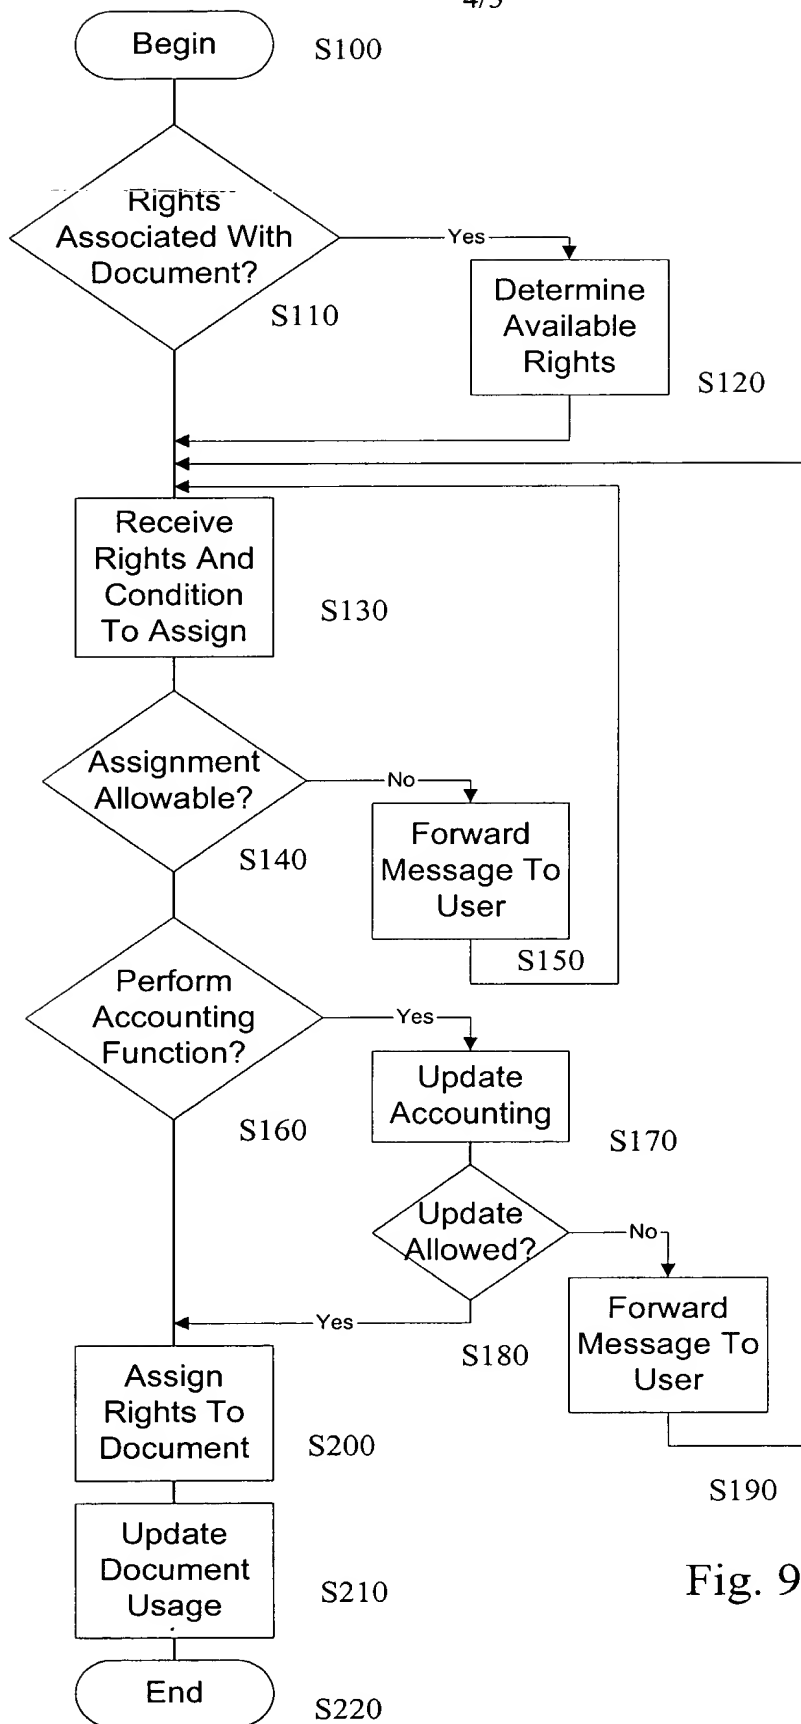 4/5
Begin
S100
Rights
Associated With
Document?
S110
Yes
Determine
Available
Rights
S120
Receive
Rights And
Condition
To Assign
S130
Assignment
Allowable?
S140
No
Forward
Message To
User
S150
Perform
Accounting
Function?
S160
Yes
Update
Accounting
S170
Update
Allowed?
S180
No
Forward
Message To
User
S190
Yes
Assign
Rights To
Document
S200
Update
Document
Usage
S210
Fig. 9
End
S220